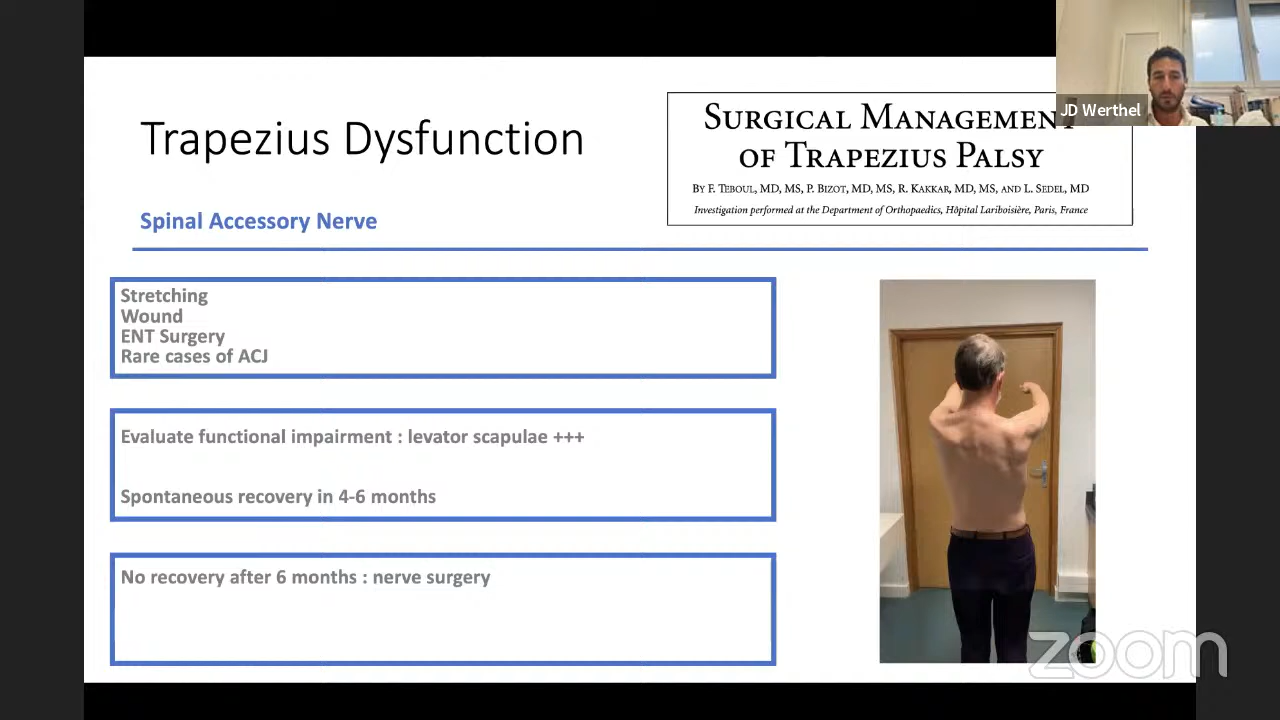 Trapezius Dysfunction
SURGICAL MANAGEMENT
OF TRAPEZIUS PALSY
BY F. TEBOUL, MD, MS, P. BIZOT, MD, MS, R. KAKKAR, MD, MS, AND L. SEDEL, MD
Investigation performed at the Department of Orthopaedics, Hôpital Lariboisière, Paris, France
JD Werthel
Spinal Accessory Nerve
Stretching
Wound
ENT Surgery
Rare cases of ACJ
Evaluate functional impairment : levator scapulae +++
Spontaneous recovery in 4-6 months
No recovery after 6 months : nerve surgery
zoom